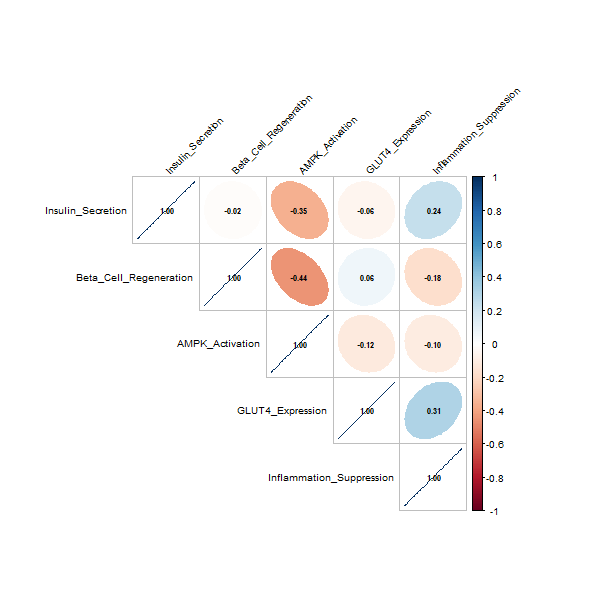 Insulin_Secretion
Beta_Cell_Regeneration
AMPK_Activation
GLUT4_Expression
Inflammation_Suppression
Insulin_Secretion 1.00 -0.02 -0.35 -0.06 0.24
Beta_Cell_Regeneration 1.00 -0.44 0.06 -0.18
AMPK_Activation 1.00 -0.12 -0.10
GLUT4_Expression 1.00 0.31
Inflammation_Suppression 1.00
1
0.8
0.6
0.4
0.2
0
-0.2
-0.4
-0.6
-0.8
-1